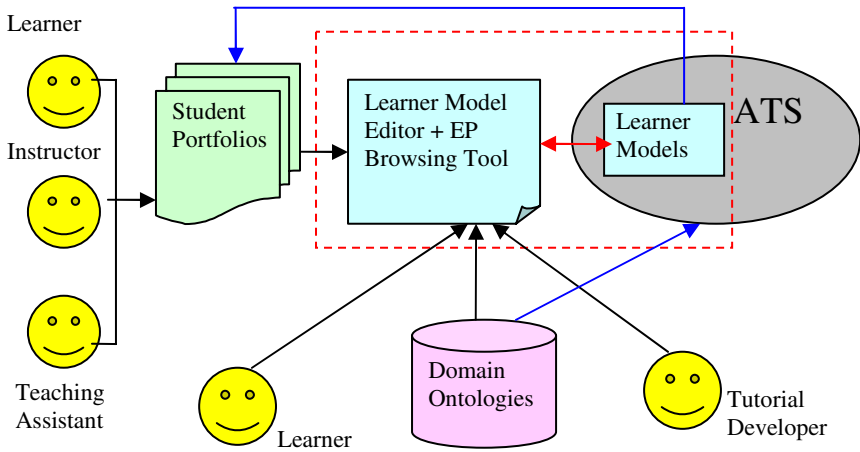 Learner
Instructor
Teaching
Assistant
Student
Portfolios
Learner Model
Editor + EP
Browsing Tool
ATS
Learner
Models
Learner
Domain
Ontologies
Tutorial
Developer